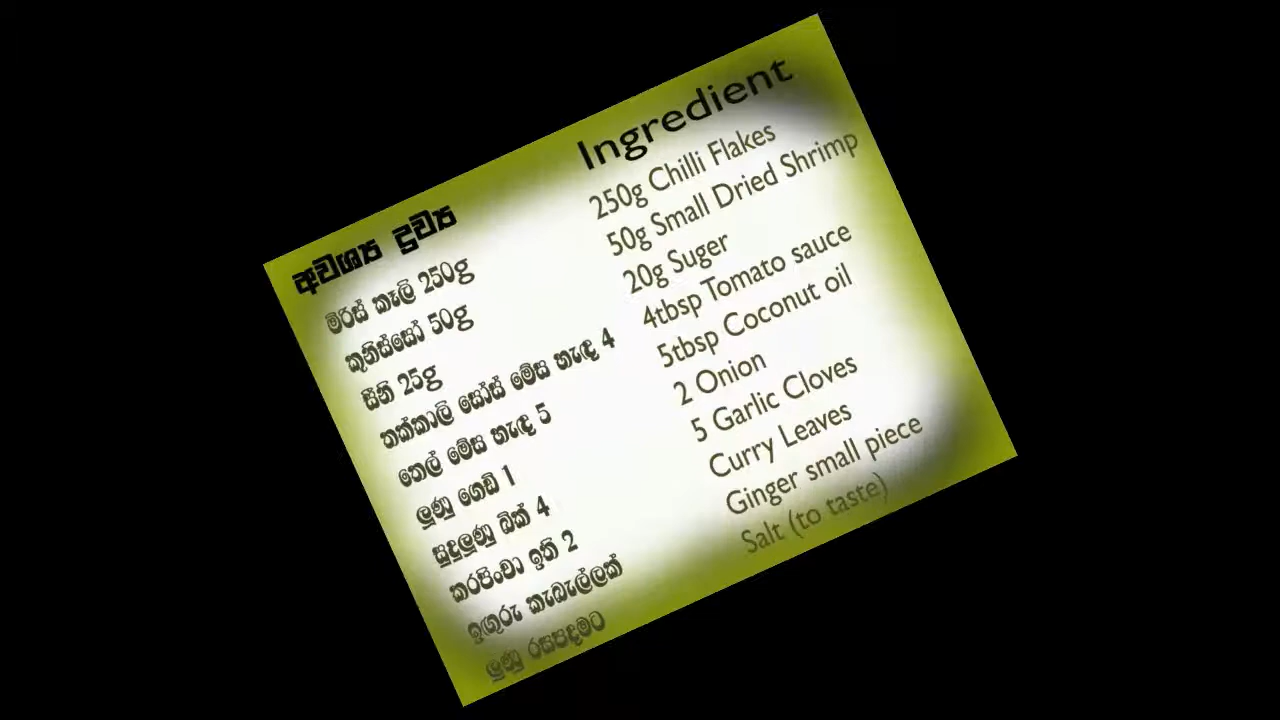 අවශ්‍ය ද්‍රව්‍ය
මිරිස් කෑලි 250g
කුනිස්සෝ 50g
සීනි 25g
තක්කාලි සෝස් මේස හැඳ 4
තෙල් මේස හැඳ 5
ලූණු ගෙඩි 1
සුදුලූණු බික් 4
කරපිංචා ඉති 2
ඉඟුරු කැබැල්ලක්
ලුණු රසපදමට
Ingredient
250g Chilli Flakes
50g Small Dried Shrimp
20g Suger
4tbsp Tomato sauce
5tbsp Coconut oil
2 Onion
5 Garlic Cloves
Curry Leaves
Ginger small piece
Salt (to taste)